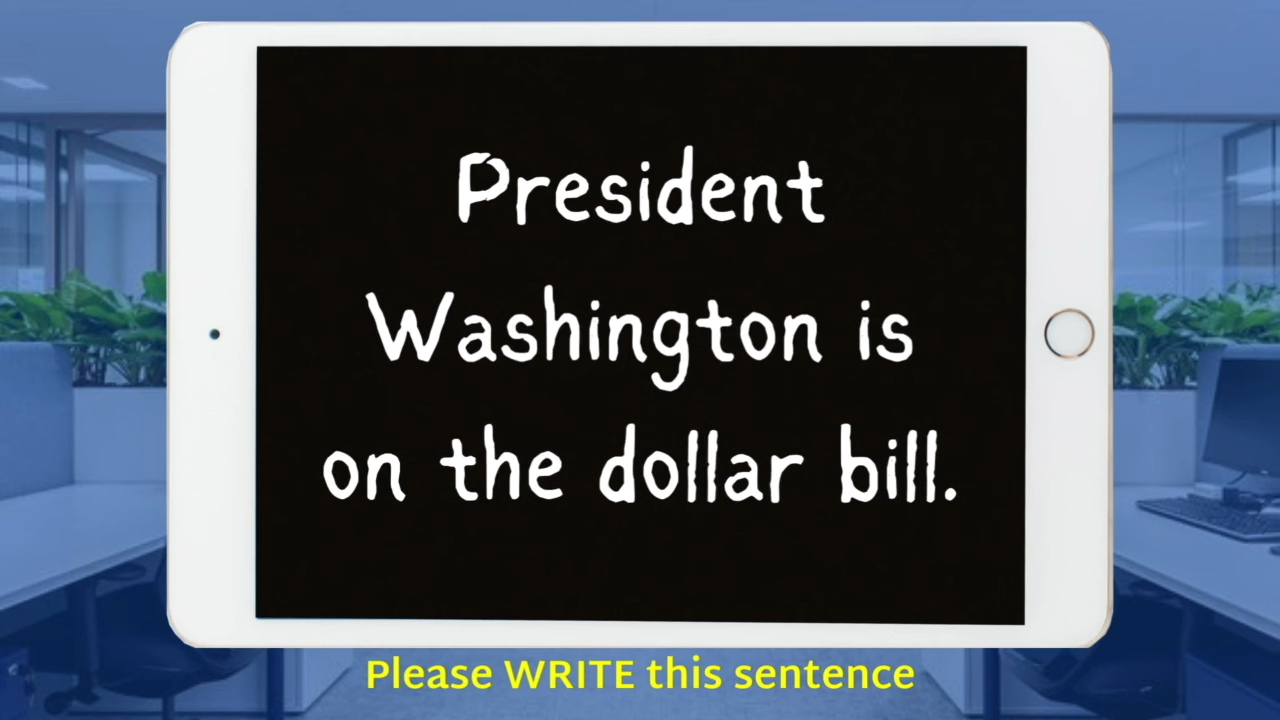 President
Washington is
on the dollar bill.
Please WRITE this sentence